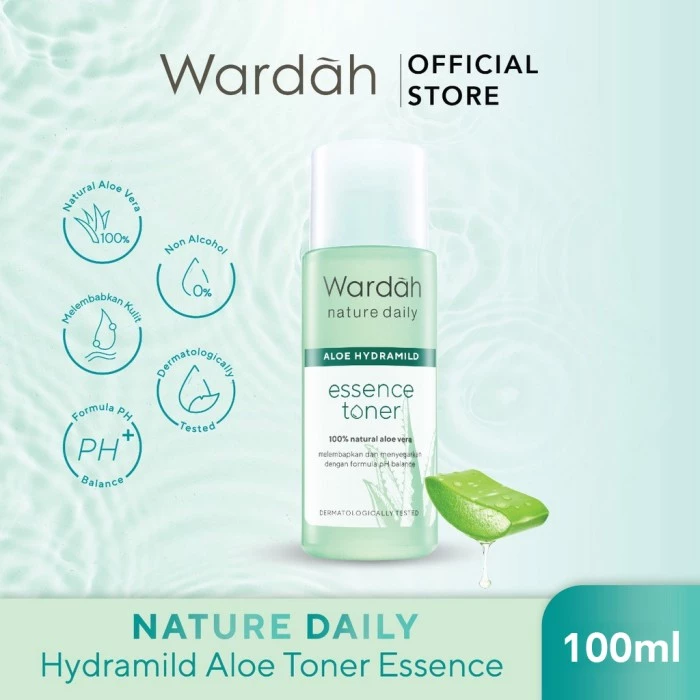 Wardah
OFFICIAL
STORE
Natural Aloe Vera
100%
Non Alcohol
0%
Melembabkan Kulit
Dermatologically
Tested
Formula PH
PH+
Balance
Wardah
nature daily
ALOE HYDRAMILD
essence
toner
100% natural aloe vera
melembapkan dan menyegarkan
dengan formula pH balance
DERMATOLOGICALLY TESTED
NATURE DAILY
Hydramild Aloe Toner Essence
100ml